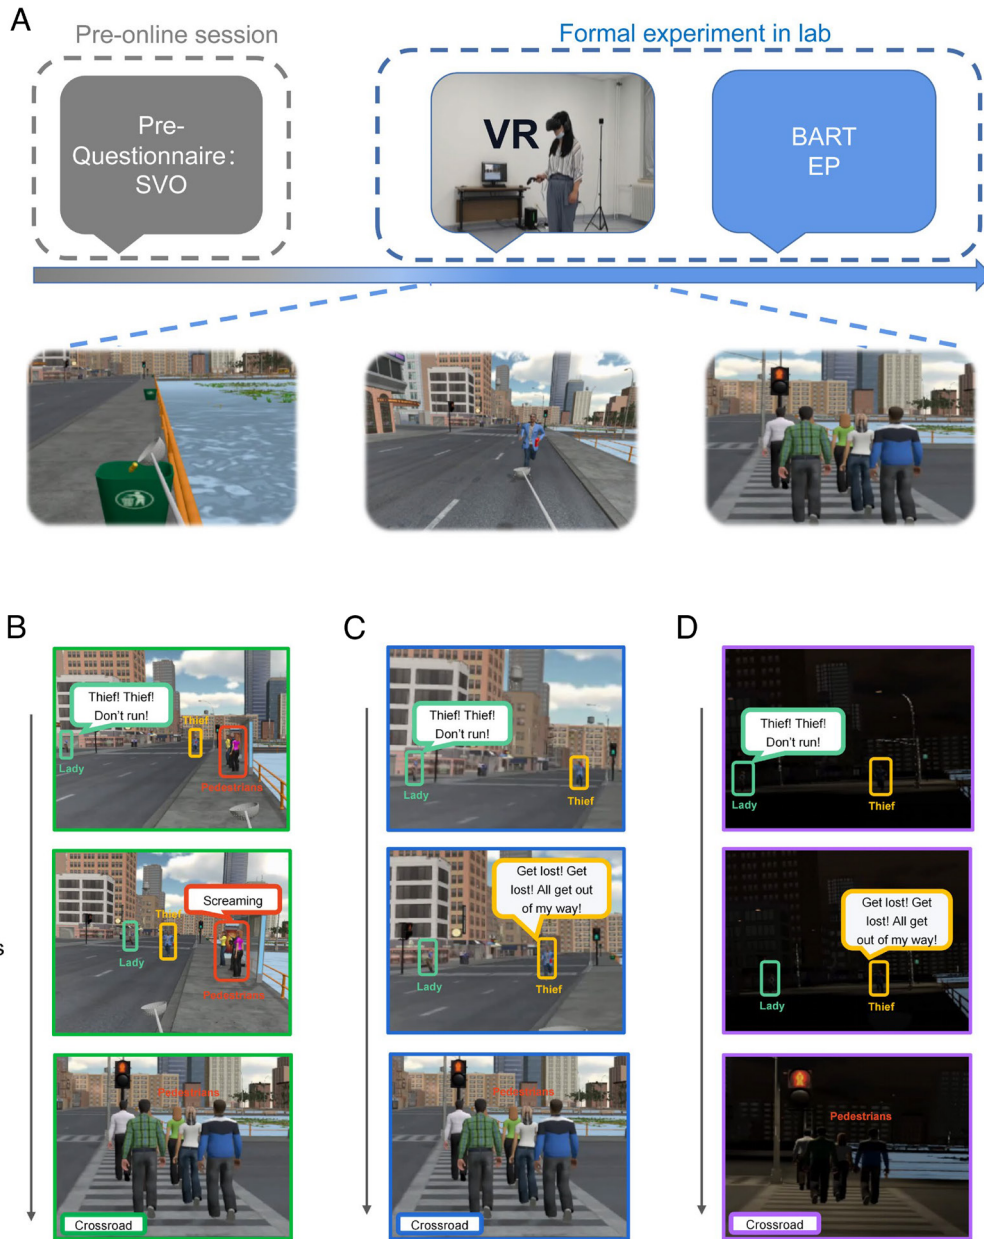 A
Pre-online session
Formal experiment in lab
Pre-
Questionnaire:
SVO
VR
BART
EP
B
Thief! Thief!
Don't run!
Thief
Lady
Pedestrians
Screaming
Thief
Lady
Pedestrians
s
Pedestrians
Crossroad
C
Thief! Thief!
Don't run!
Lady
Thief
Get lost! Get
lost! All get out
of my way!
Lady
Thief
Pedestrians
Crossroad
D
Thief! Thief!
Don't run!
Lady
Thief
Get lost! Get
lost! All get
out of my way!
Lady
Thief
Pedestrians
Crossroad